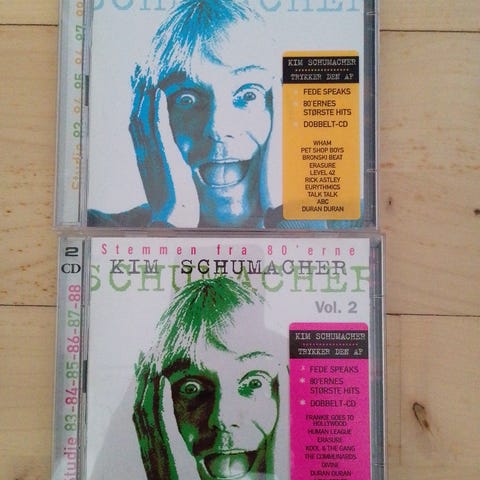 SCHUMACHER
Studie 83-84-85-86-87-88
KIM SCHUMACHER
TRYKKER DEN AF
FEDE SPEAKS
80'ERNES
STØRSTE HITS
DOBBELT-CD
WHAM
PET SHOP BOYS
BRONSKI BEAT
ERASURE
LEVEL 42
RICK ASTLEY
EURYTHMICS
TALK TALK
ABC
DURAN DURAN
2
CD
Stemmen fra 80'erne
KIM SCHUMACHER
SCHUMACHER
Vol. 2
Studie 83-84-85-86-87-88
KIM SCHUMACHER
TRYKKER DEN AF
* FEDE SPEAKS
* 80'ERNES
STØRSTE HITS
* DOBBELT-CD
FRANKIE GOES TO
HOLLYWOOD
HUMAN LEAGUE
ERASURE
KOOL & THE GANG
THE COMMUNARDS
DIVINE
DURAN DURAN